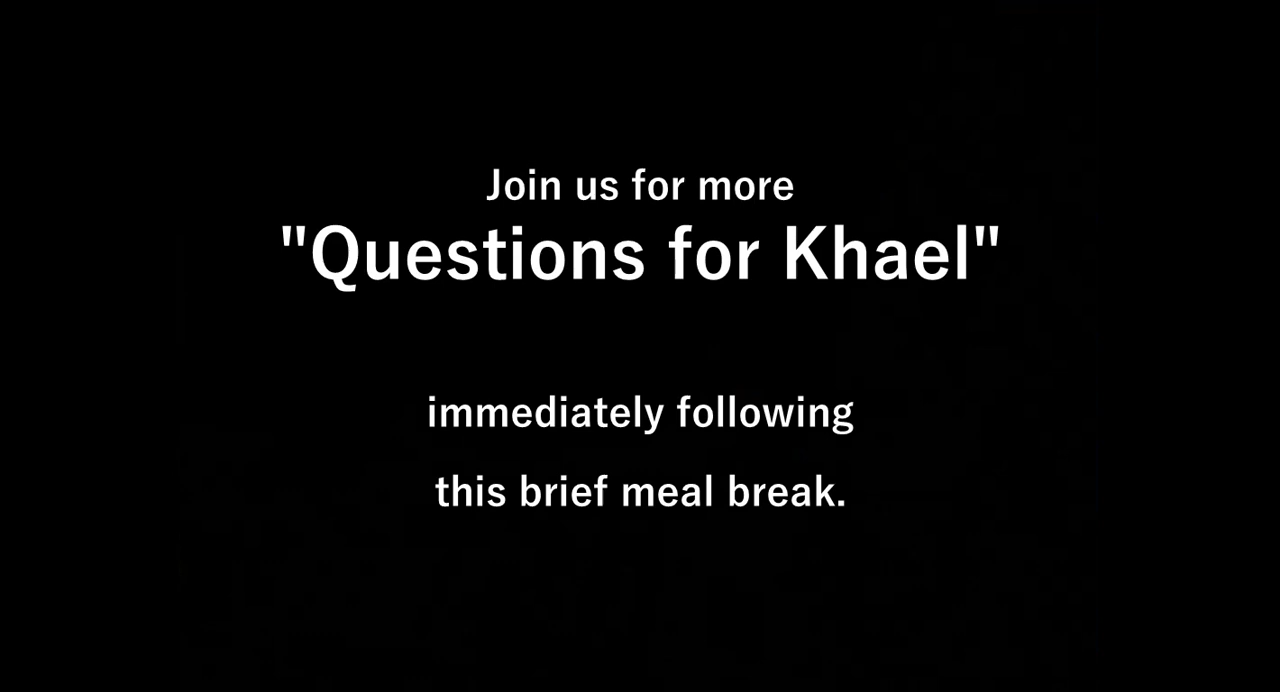 Join us for more
"Questions for Khael"
immediately following
this brief meal break.